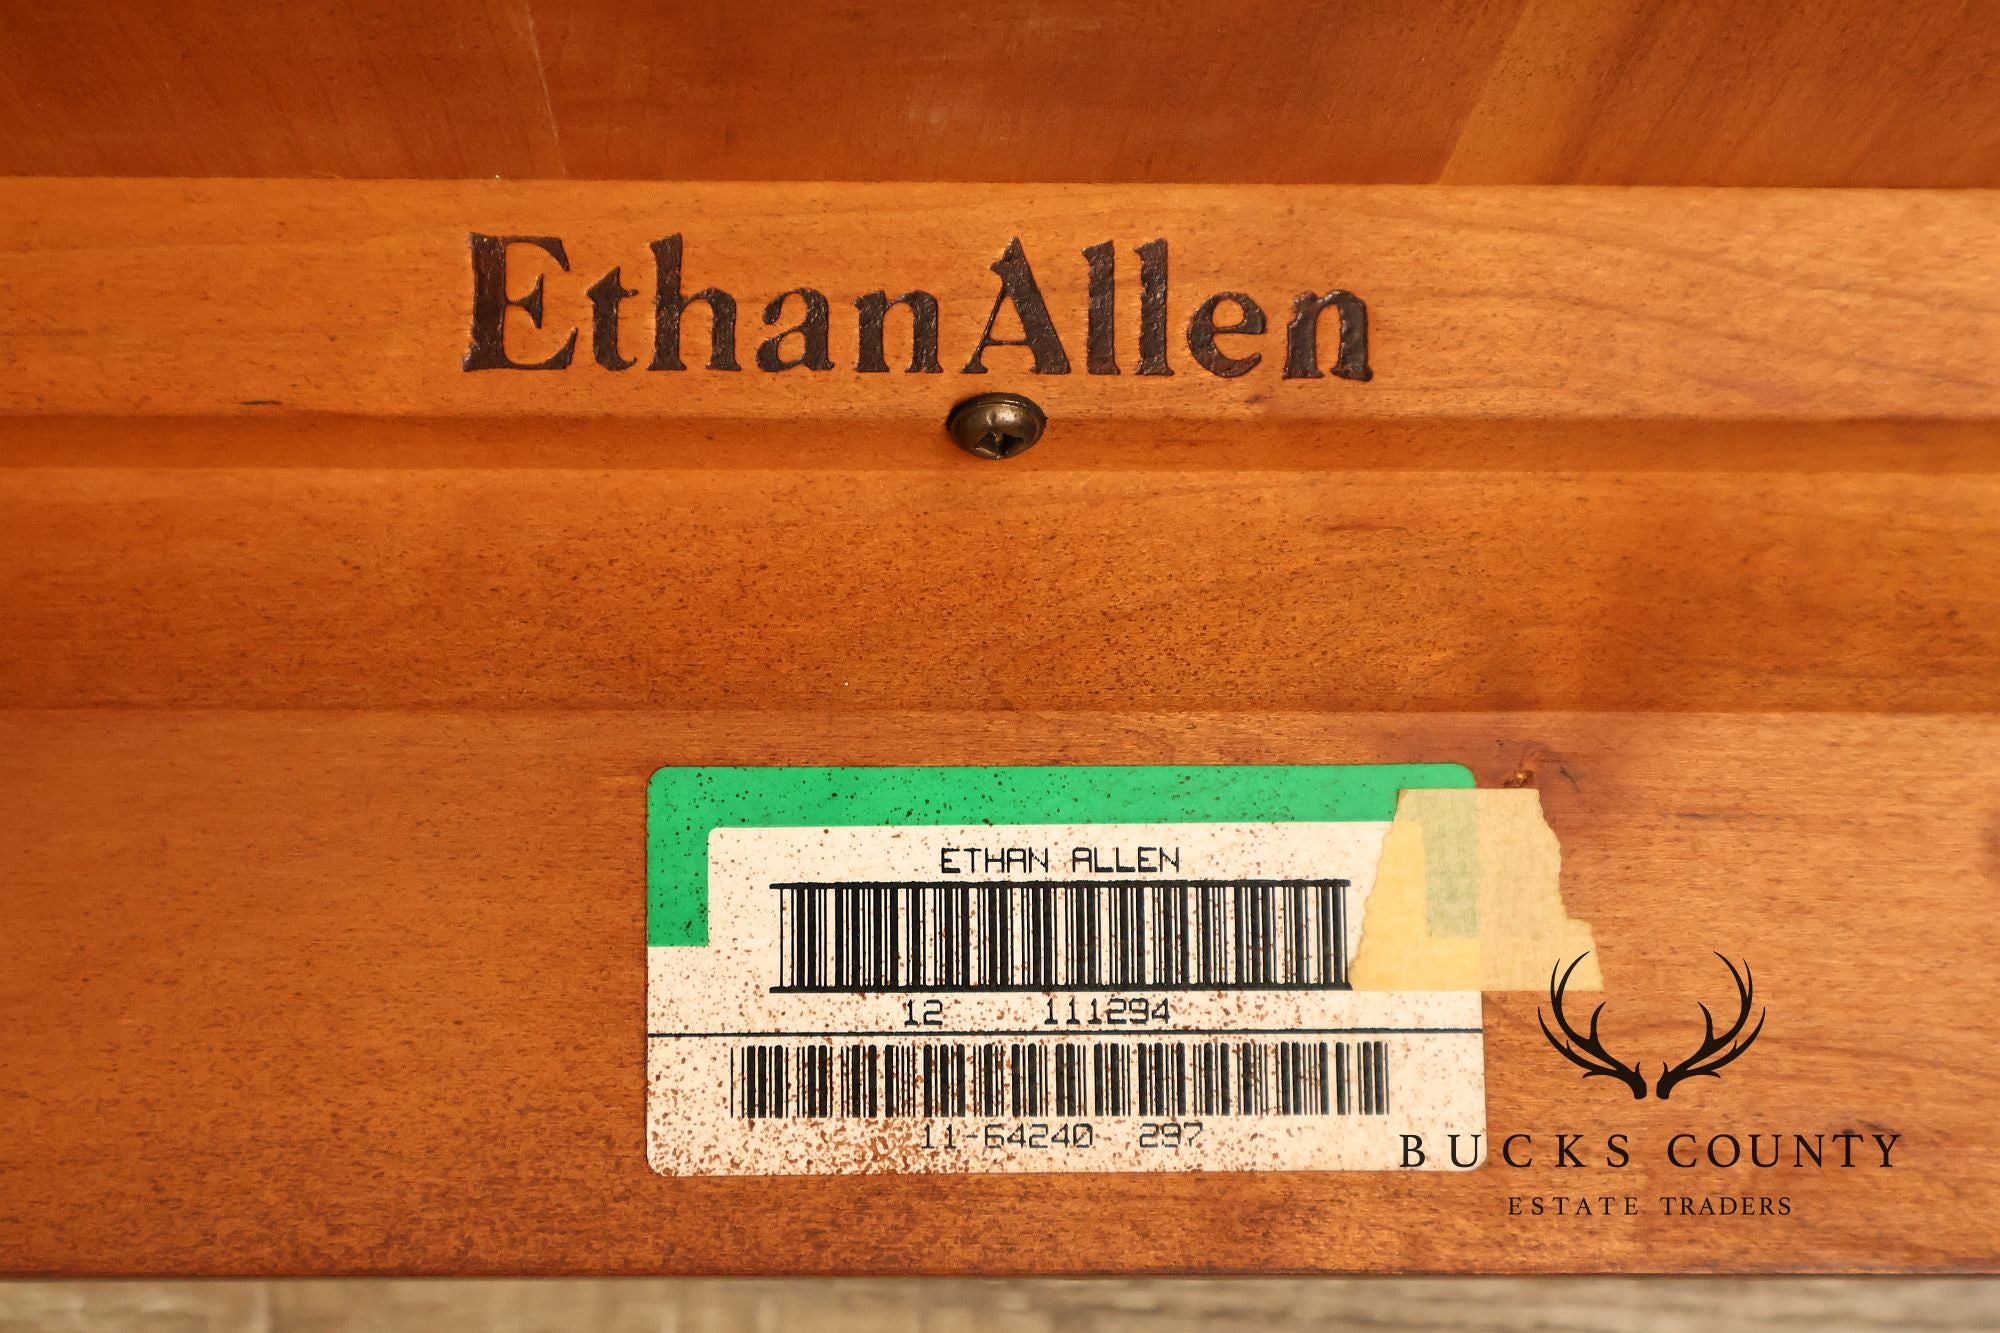 EthanAllen
ETHAN ALLEN
12 111294
11-64240 297
BUCKS COUNTY
ESTATE TRADERS